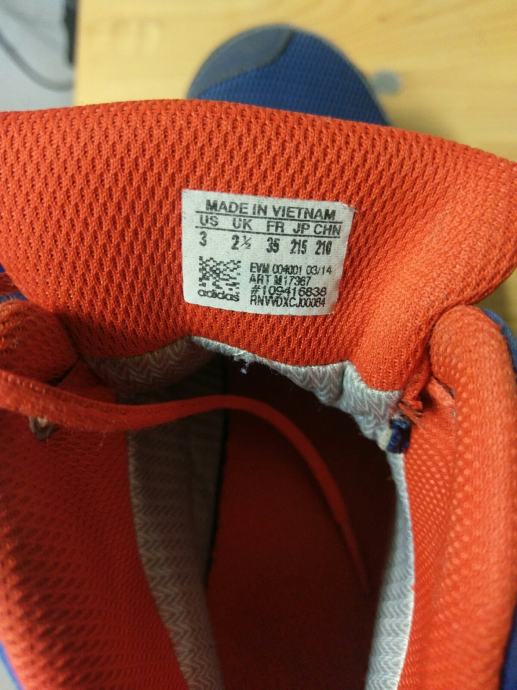 MADE IN VIETNAM
US UK FR JP CHN
3 2½ 35 215 210
EVM 004001 03/14
ART M17367
#109416838
adidas RNVVDXCJ00084